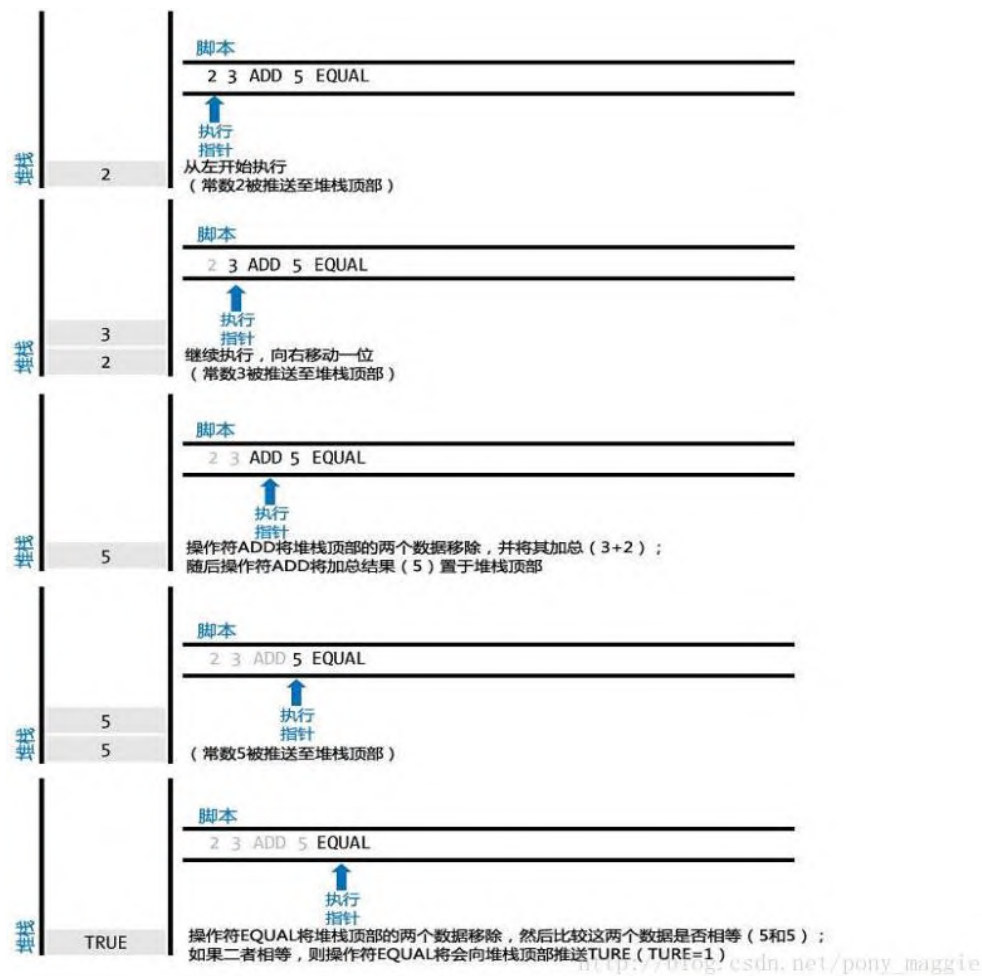 脚本
2 3 ADD 5 EQUAL
执行
指针
堆栈
2
从左开始执行
（常数2被推送至堆栈顶部）
脚本
2 3 ADD 5 EQUAL
执行
指针
堆栈
3
2
继续执行，向右移动一位
（常数3被推送至堆栈顶部）
脚本
2 3 ADD 5 EQUAL
执行
指针
堆栈
5
操作符ADD将堆栈顶部的两个数据移除，并将其加总（3+2）；
随后操作符ADD将加总结果（5）置于堆栈顶部
脚本
2 3 ADD 5 EQUAL
执行
指针
堆栈
5
5
（常数5被推送至堆栈顶部）
脚本
2 3 ADD 5 EQUAL
执行
指针
堆栈
TRUE
操作符EQUAL将堆栈顶部的两个数据移除，然后比较这两个数据是否相等（5和5）；
如果二者相等，则操作符EQUAL将会向堆栈顶部推送TURE（TURE=1）
http://blog.csdn.net/pony_maggie